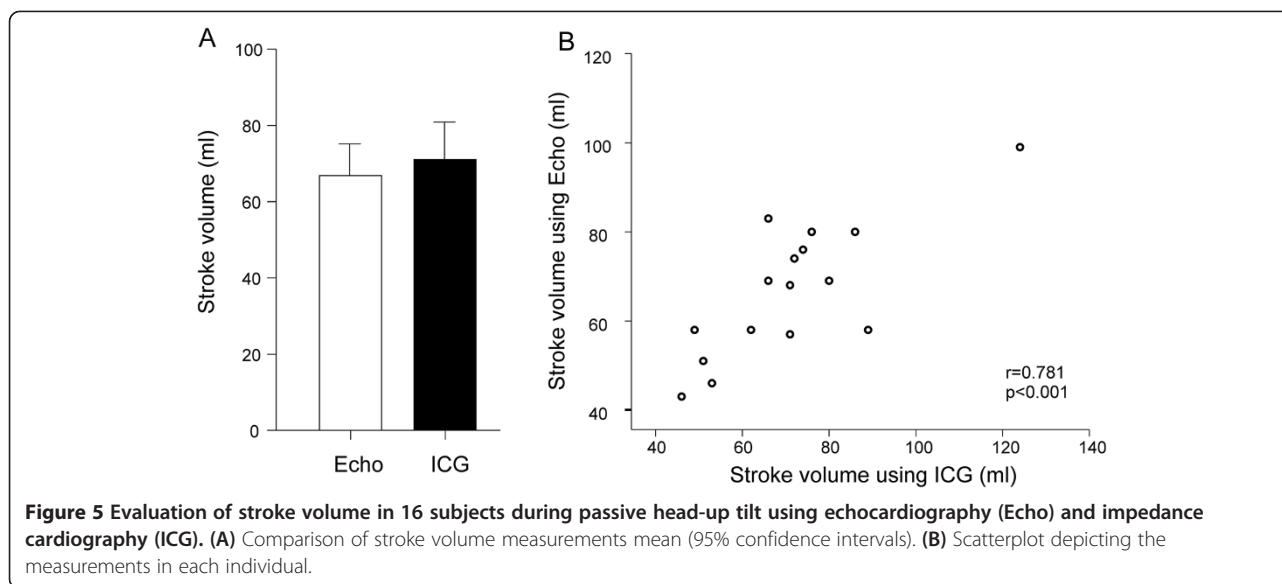 A
Stroke volume (ml)
100
80
60
40
20
0
Echo
ICG
B
Stroke volume using Echo (ml)
120
100
80
60
40
r=0.781
p<0.001
40
60
80
100
120
140
Stroke volume using ICG (ml)
Figure 5 Evaluation of stroke volume in 16 subjects during passive head-up tilt using echocardiography (Echo) and impedance
cardiography (ICG). (A) Comparison of stroke volume measurements mean (95% confidence intervals). (B) Scatterplot depicting the
measurements in each individual.